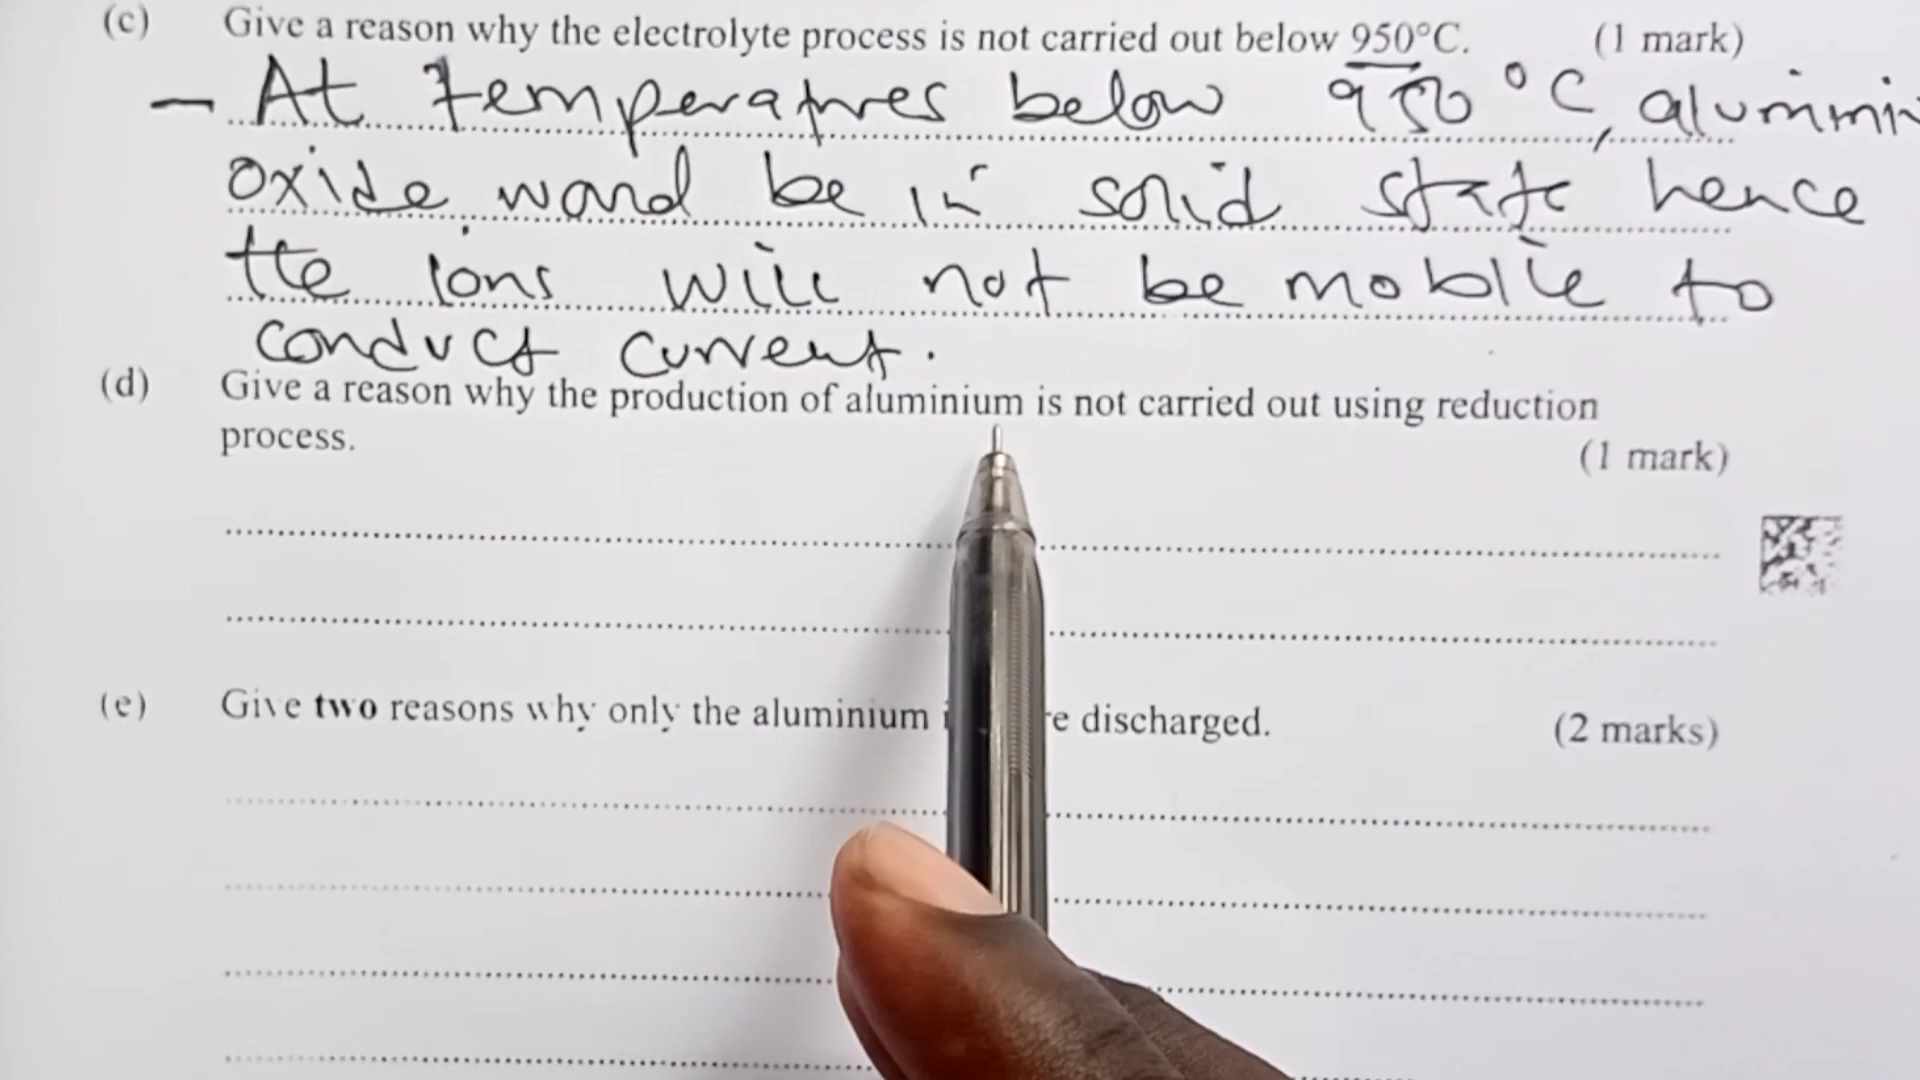 (c) Give a reason why the electrolyte process is not carried out below 950°C. (1 mark)
- At temperatures below 950 °C, alumini
oxide would be in solid state hence
the ions will not be mobile to
conduct current.
(d) Give a reason why the production of aluminium is not carried out using reduction
process. (1 mark)
(e) Give two reasons why only the aluminium discharged. (2 marks)